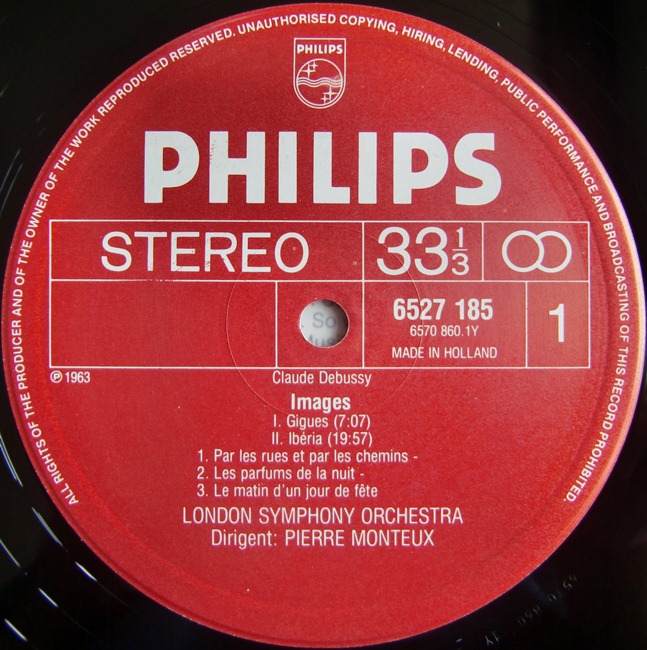 ALL RIGHTS OF THE PRODUCER AND OF THE OWNER OF THE WORK REPRODUCED RESERVED. UNAUTHORISED COPYING, HIRING, LENDING, PUBLIC PERFORMANCE AND BROADCASTING OF THIS RECORD PROHIBITED.
PHILIPS
PHILIPS
STEREO
33 1/3
6527 185
6570 860.1Y
MADE IN HOLLAND
1
So
Ⓟ 1963
Claude Debussy
Images
I. Gigues (7:07)
II. Ibéria (19:57)
1. Par les rues et par les chemins -
2. Les parfums de la nuit -
3. Le matin d'un jour de fête
LONDON SYMPHONY ORCHESTRA
Dirigent: PIERRE MONTEUX